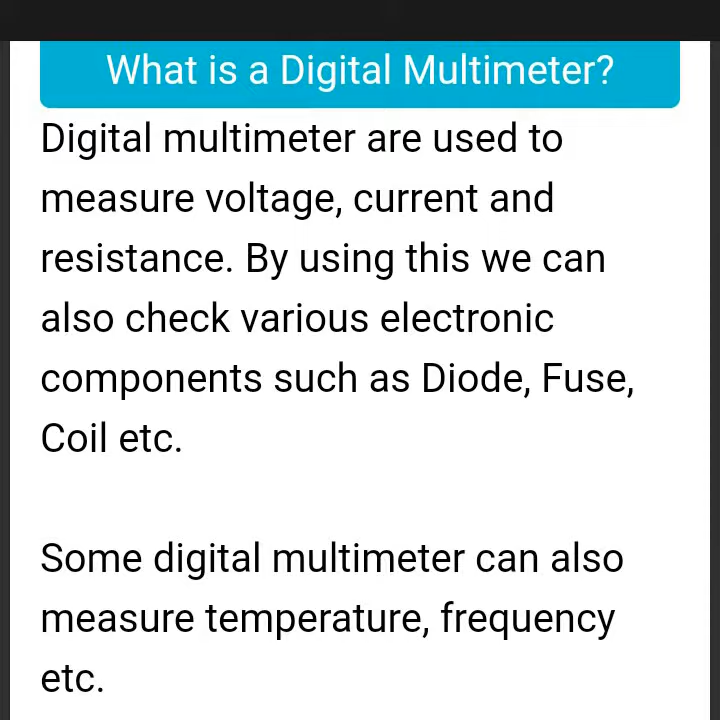 What is a Digital Multimeter?
Digital multimeter are used to
measure voltage, current and
resistance. By using this we can
also check various electronic
components such as Diode, Fuse,
Coil etc.
Some digital multimeter can also
measure temperature, frequency
etc.